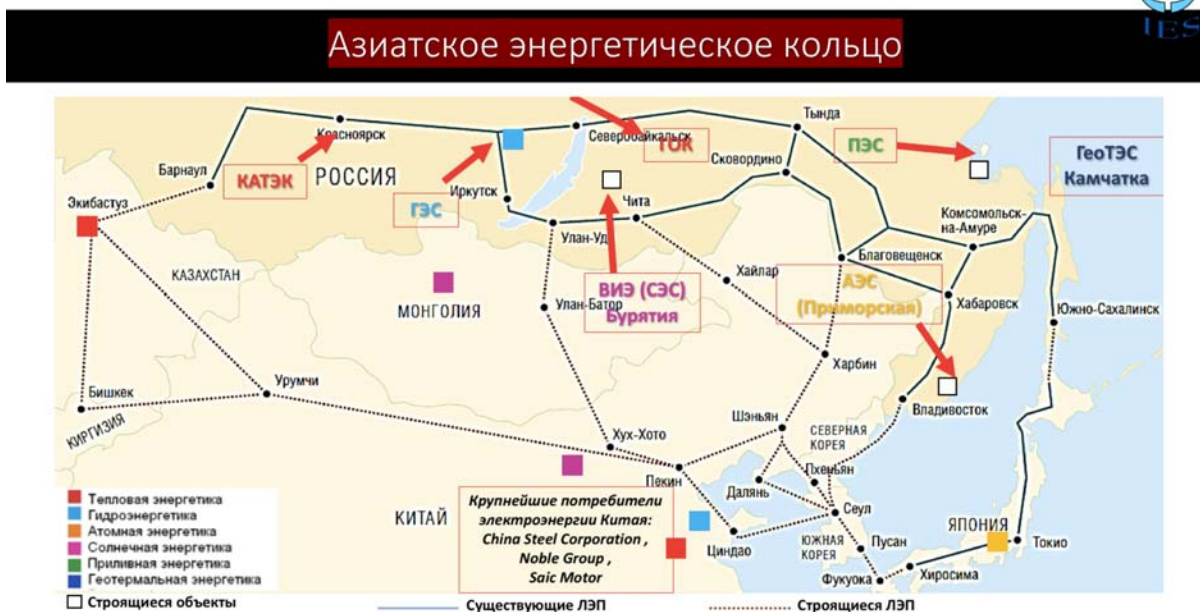 IES
Азиатское энергетическое кольцо
Тында
Красноярск
Северобайкальск
ТОК
ПЭС
ГеоТЭС
Камчатка
Сковордино
Барнаул
КАТЭК
РОССИЯ
ГЭС
Иркутск
Чита
Экибастуз
Улан-Уд
Комсомольск-
на-Амуре
Благовещенск
КАЗАХСТАН
Хайлар
МОНГОЛИЯ
Улан-Батор
ВИЭ (СЭС)
Бурятия
АЭС
(Приморская)
Хабаровск
Южно-Сахалинск
Харбин
Бишкек
Урумчи
КИРГИЗИЯ
Владивосток
Шэньян
СЕВЕРНАЯ
КОРЕЯ
Хух-Хото
Пекин
Пхеньян
Далянь
Сеул
КИТАЙ
Крупнейшие потребители
электроэнергии Китая:
China Steel Corporation ,
Noble Group ,
Saic Motor
Циндао
ЮЖНАЯ
КОРЕЯ
Пусан
ЯПОНИЯ
Токио
Фукуока
Хиросима
Тепловая энергетика
Гидроэнергетика
Атомная энергетика
Солнечная энергетика
Приливная энергетика
Геотермальная энергетика
Строящиеся объекты
Существующие ЛЭП
Строящиеся ЛЭП